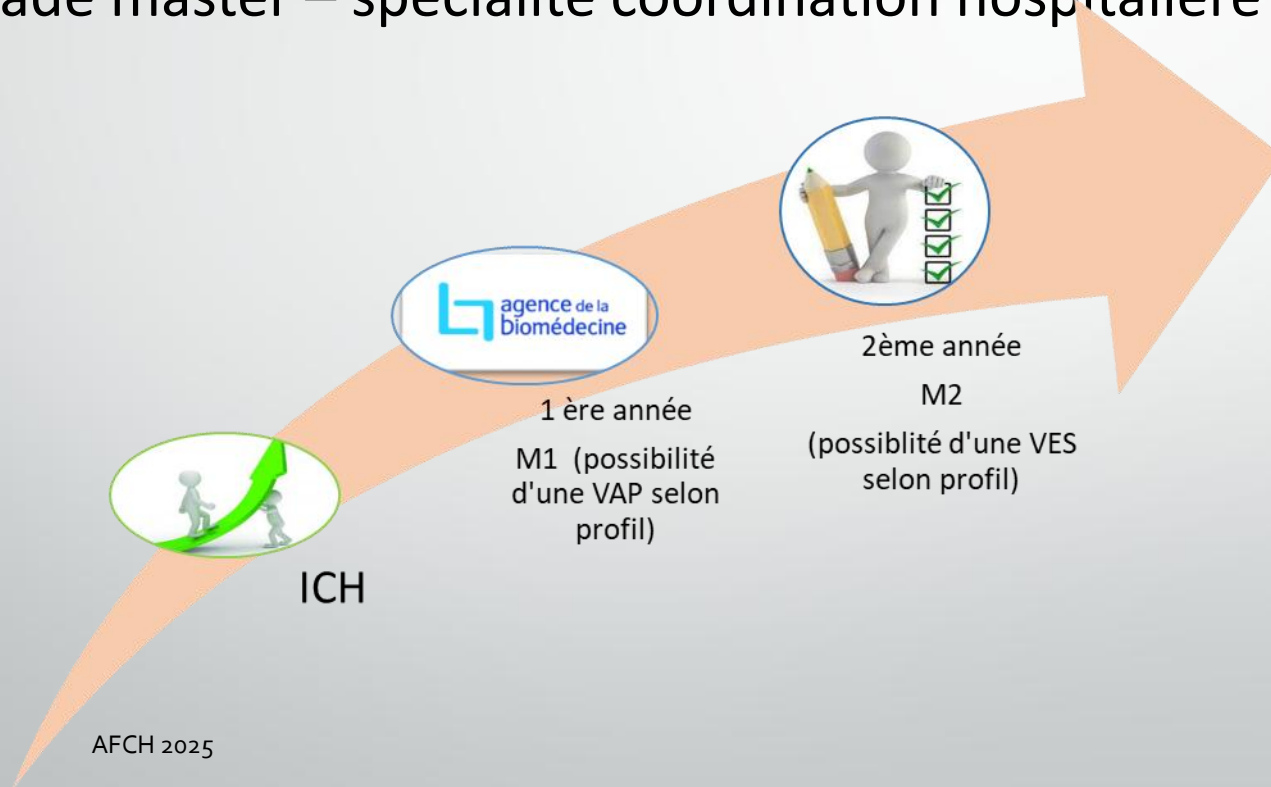 ade master – spécialité coordination hospitalière
agence de la
biomédecine
2ème année
M2
(possiblité d'une VES
selon profil)
1 ère année
M1 (possibilité
d'une VAP selon
profil)
ICH
AFCH 2025